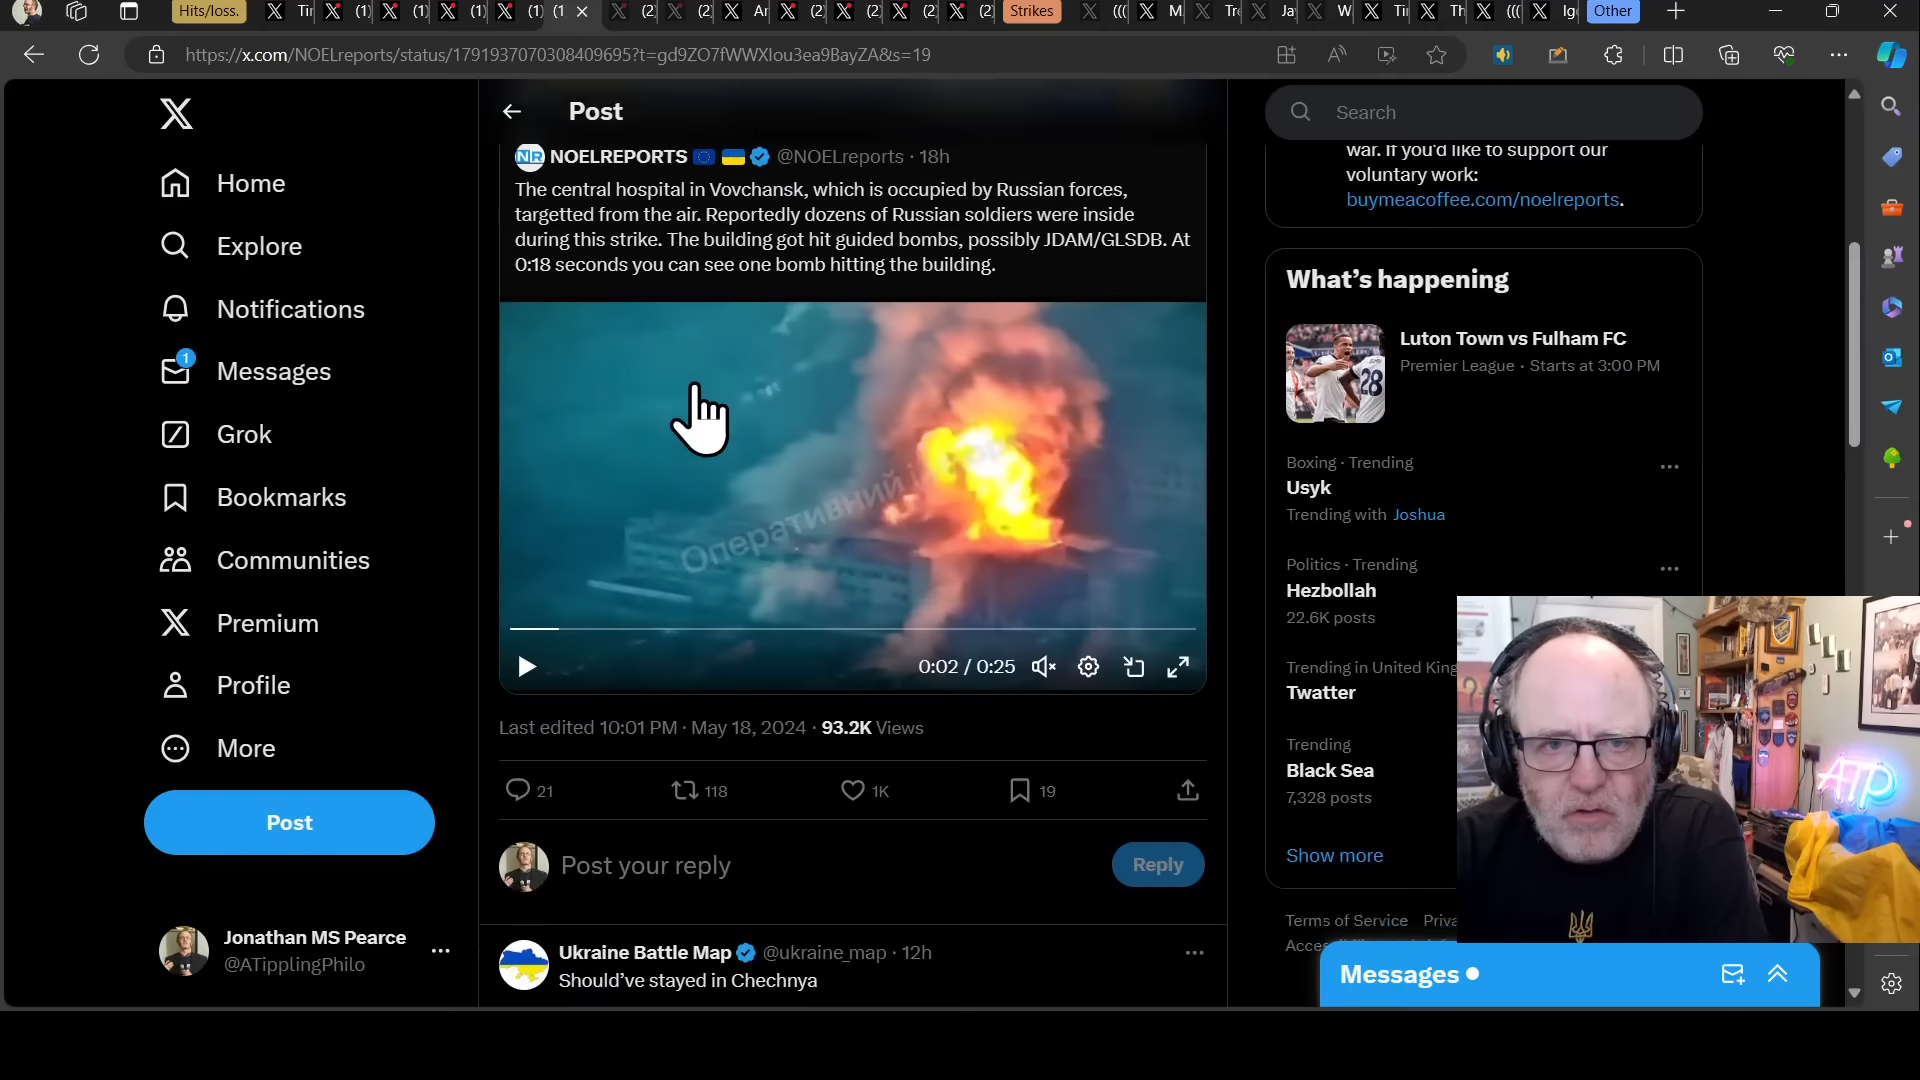 Hits/loss.
Strikes
Other
https://x.com/NOELreports/status/1791937070308409695?t=gd9ZO7fWWXlou3ea9BayZA&s=19
Home
Explore
Notifications
1
Messages
Grok
Bookmarks
Communities
Premium
Profile
More
Post
Jonathan MS Pearce
@ATipplingPhilo
Post
NR NOELREPORTS @NOELreports · 18h
The central hospital in Vovchansk, which is occupied by Russian forces,
targetted from the air. Reportedly dozens of Russian soldiers were inside
during this strike. The building got hit guided bombs, possibly JDAM/GLSDB. At
0:18 seconds you can see one bomb hitting the building.
Оперативний
0:02 / 0:25
Last edited 10:01 PM · May 18, 2024 · 93.2K Views
21 118 1K 19
Post your reply
Reply
Ukraine Battle Map @ukraine_map · 12h
Should've stayed in Chechnya
Search
war. If you'd like to support our
voluntary work:
buymeacoffee.com/noelreports.
What's happening
Luton Town vs Fulham FC
Premier League · Starts at 3:00 PM
28
Boxing · Trending
Usyk
Trending with Joshua
Politics · Trending
Hezbollah
22.6K posts
Trending in United King
Twatter
Trending
Black Sea
7,328 posts
Show more
Terms of Service
ATP
Messages